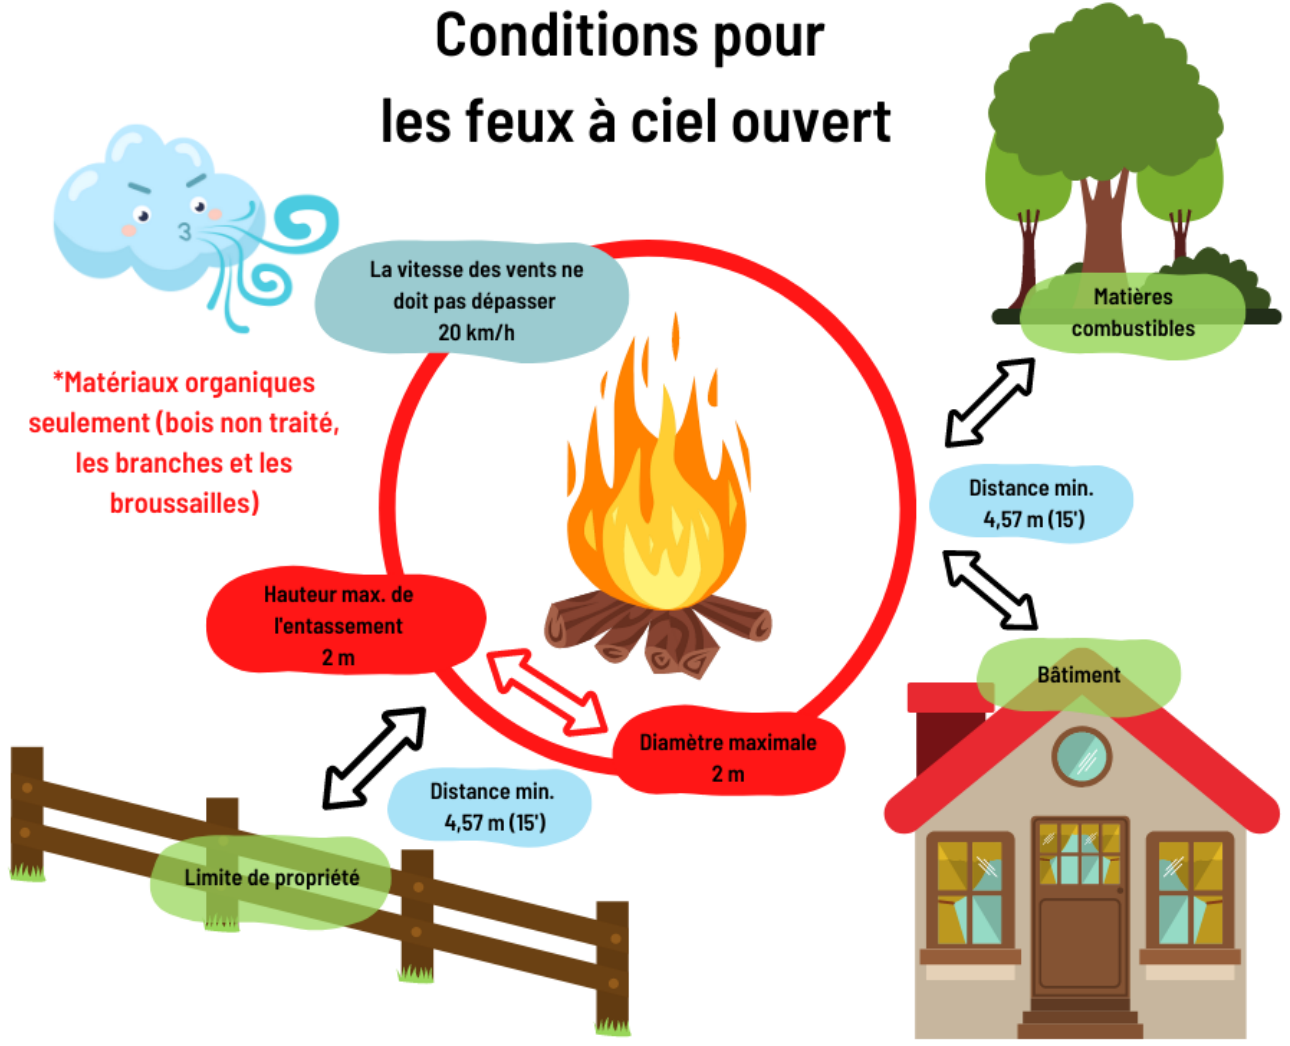 Conditions pour
les feux à ciel ouvert
La vitesse des vents ne
doit pas dépasser
20 km/h
Matières
combustibles
*Matériaux organiques
seulement (bois non traité,
les branches et les
broussailles)
Distance min.
4,57 m (15')
Hauteur max. de
l'entassement
2 m
Bâtiment
Diamètre maximale
2 m
Distance min.
4,57 m (15')
Limite de propriété